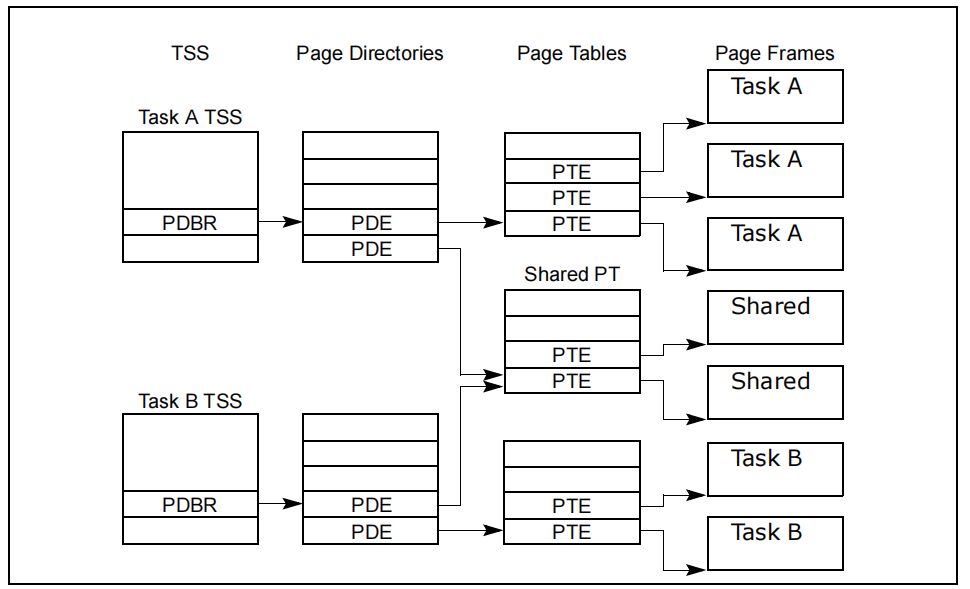 TSS Page Directories Page Tables Page Frames
Task A
Task A TSS
PTE
Task A
PTE
PDBR PDE PTE
Task A
PDE
Shared PT
Shared
PTE
PTE
Shared
Task B TSS
Task B
PDBR PDE PTE
PDE PTE
Task B